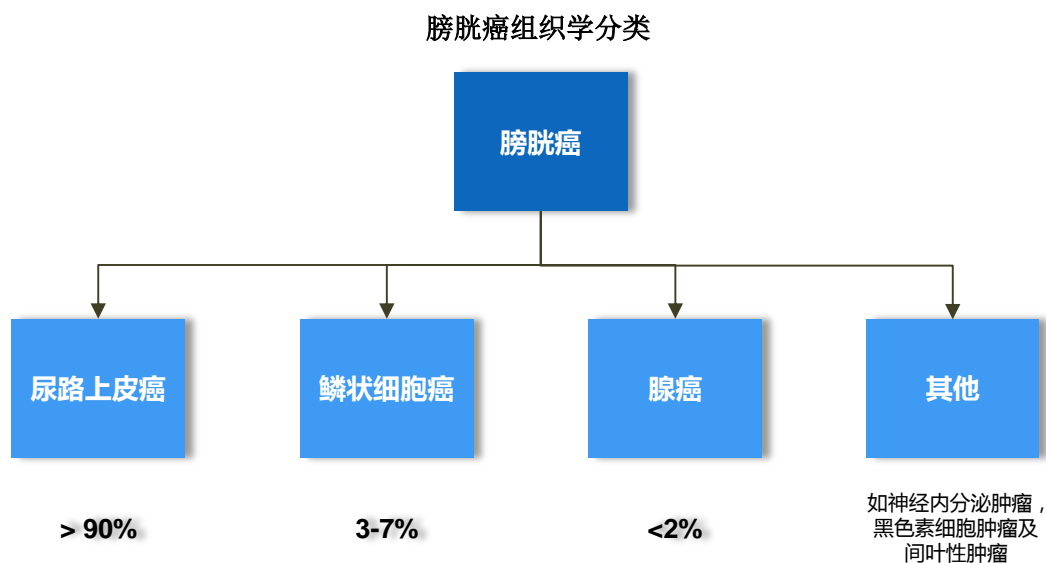 膀胱癌组织学分类
膀胱癌
尿路上皮癌
鳞状细胞癌
腺癌
其他
> 90%
3-7%
<2%
如神经内分泌肿瘤，
黑色素细胞肿瘤及
间叶性肿瘤